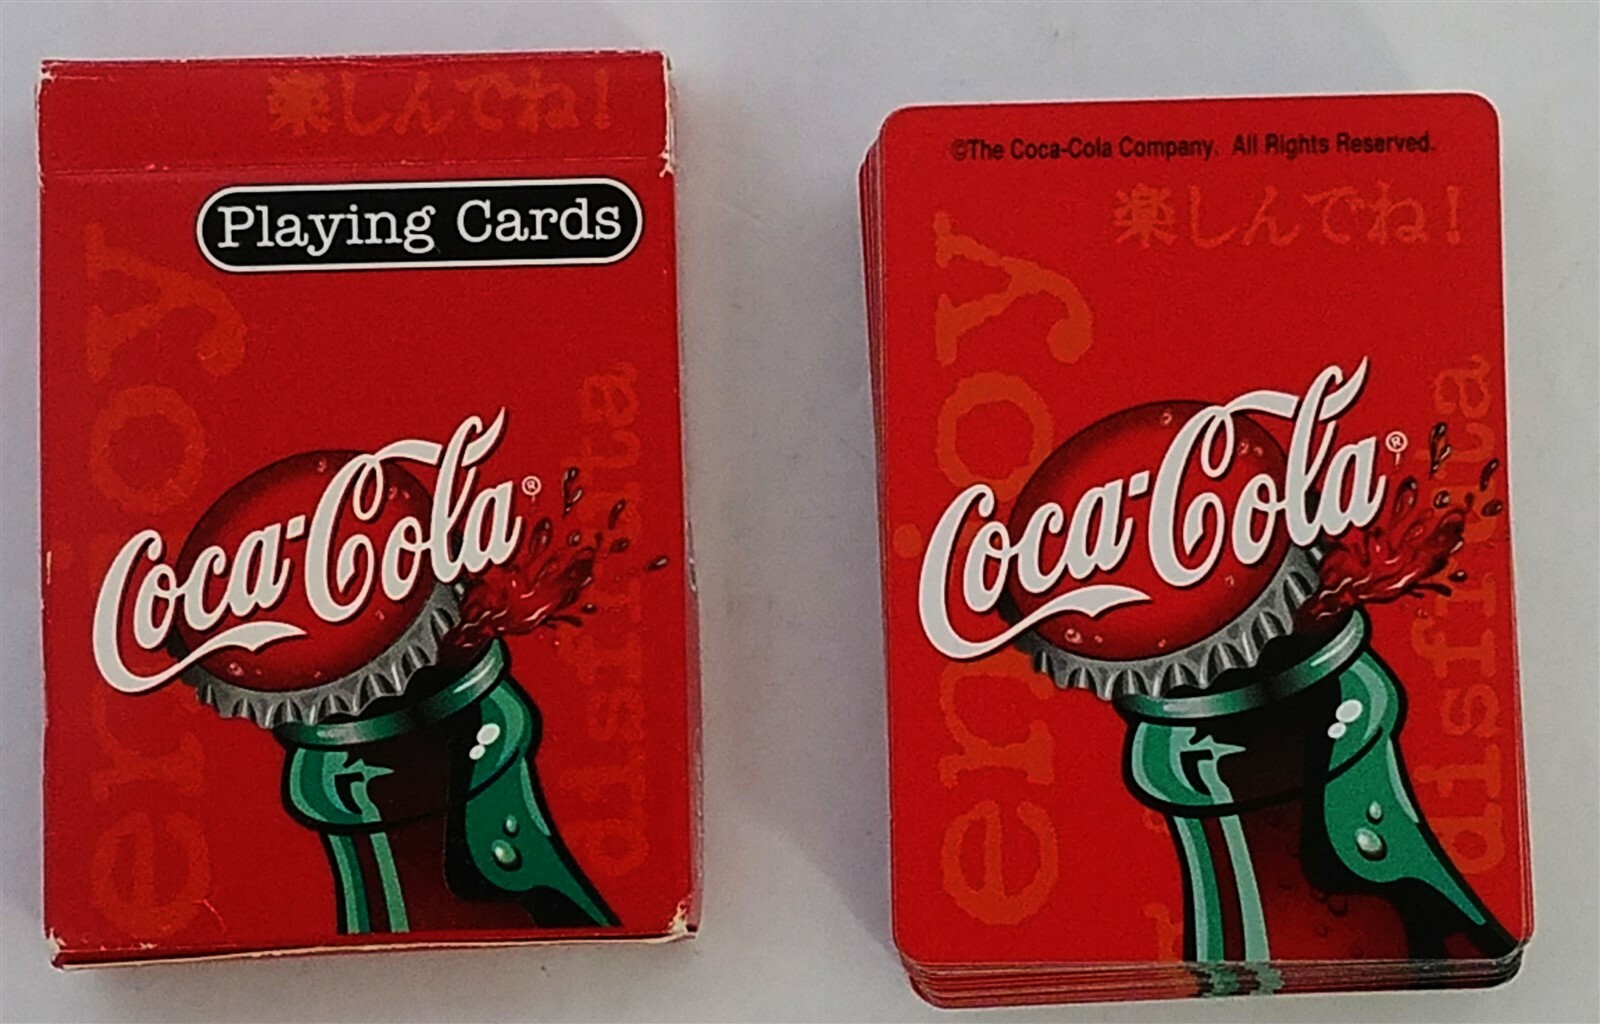 楽しんでね!
Playing Cards
enjoy
disfruta
Coca-Cola®
©The Coca-Cola Company. All Rights Reserved.
楽しんでね!
enjoy
disfruta
Coca-Cola®